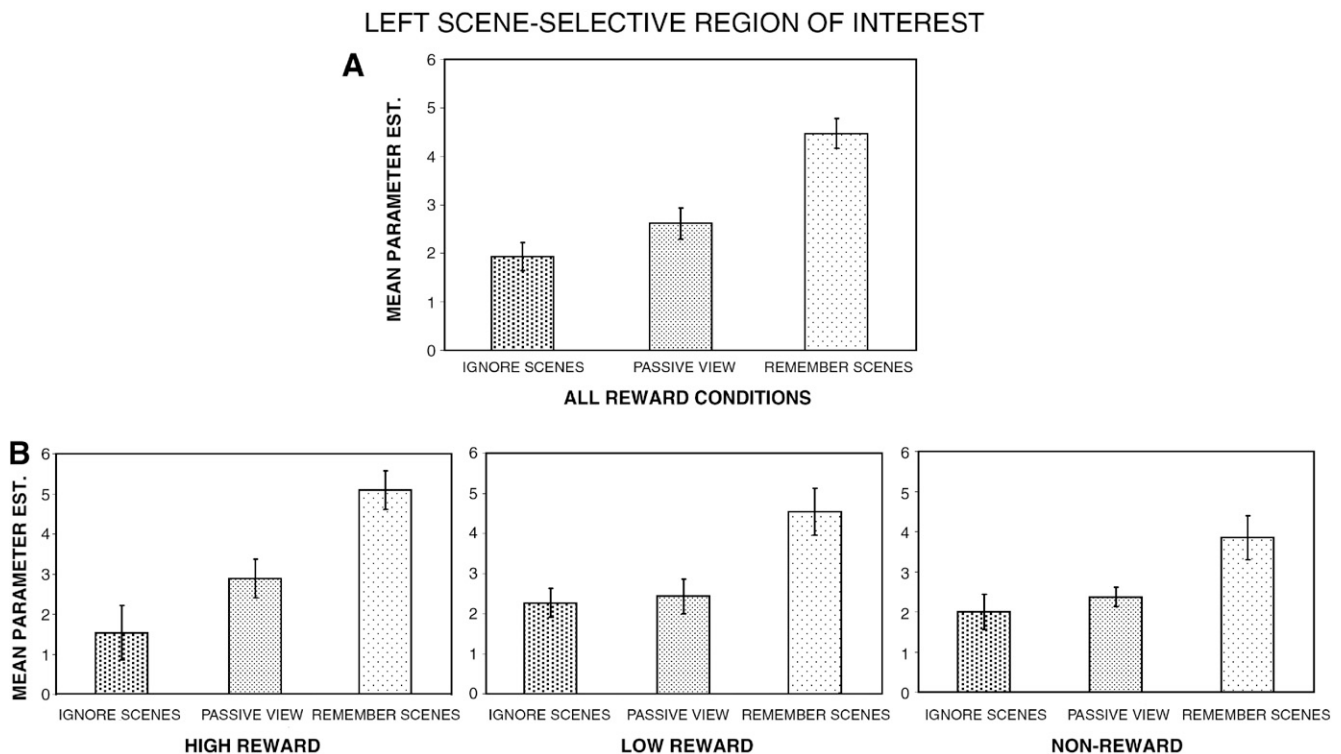 LEFT SCENE-SELECTIVE REGION OF INTEREST
A
MEAN PARAMETER EST.
6
5
4
3
2
1
0
IGNORE SCENES PASSIVE VIEW REMEMBER SCENES
ALL REWARD CONDITIONS
B
MEAN PARAMETER EST.
6
5
4
3
2
1
0
IGNORE SCENES PASSIVE VIEW REMEMBER SCENES
HIGH REWARD
6
5
4
3
2
1
0
IGNORE SCENES PASSIVE VIEW REMEMBER SCENES
LOW REWARD
6
5
4
3
2
1
0
IGNORE SCENES PASSIVE VIEW REMEMBER SCENES
NON-REWARD